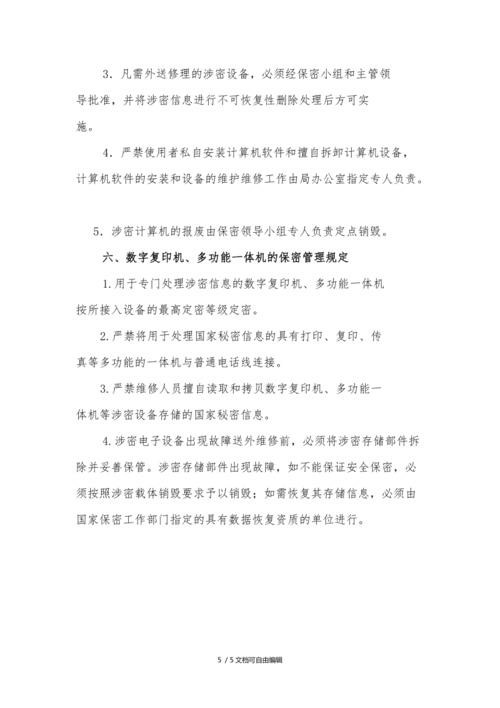 3．凡需外送修理的涉密设备，必须经保密小组和主管领
导批准，并将涉密信息进行不可恢复性删除处理后方可实
施。
4．严禁使用者私自安装计算机软件和擅自拆卸计算机设备，
计算机软件的安装和设备的维护维修工作由局办公室指定专人负责。
5．涉密计算机的报废由保密领导小组专人负责定点销毁。
六、数字复印机、多功能一体机的保密管理规定
1.用于专门处理涉密信息的数字复印机、多功能一体机
按所接入设备的最高定密等级定密。
2.严禁将用于处理国家秘密信息的具有打印、复印、传
真等多功能的一体机与普通电话线连接。
3.严禁维修人员擅自读取和拷贝数字复印机、多功能一
体机等涉密设备存储的国家秘密信息。
4.涉密电子设备出现故障送外维修前，必须将涉密存储部件拆
除并妥善保管。涉密存储部件出现故障，如不能保证安全保密，必
须按照涉密载体销毁要求予以销毁；如需恢复其存储信息，必须由
国家保密工作部门指定的具有数据恢复资质的单位进行。
5 / 5文档可自由编辑